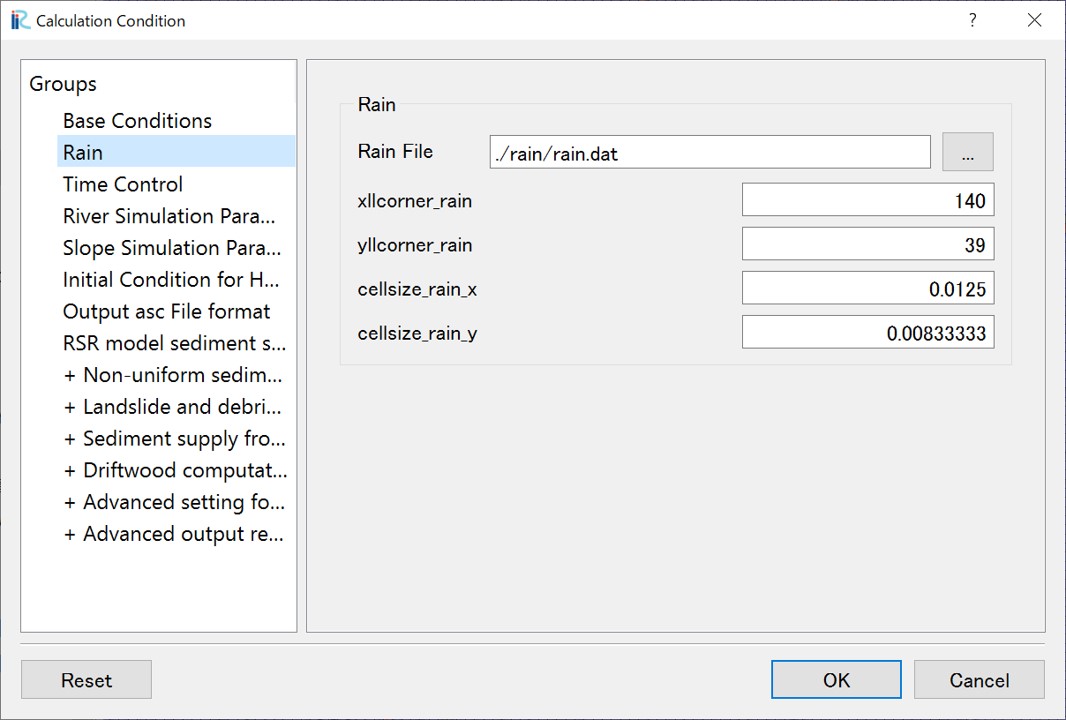 Calculation Condition
?
Groups
Base Conditions
Rain
Time Control
River Simulation Para...
Slope Simulation Para...
Initial Condition for H...
Output asc File format
RSR model sediment s...
+ Non-uniform sedim...
+ Landslide and debri...
+ Sediment supply fro...
+ Driftwood computat...
+ Advanced setting fo...
+ Advanced output re...
Rain
Rain File ./rain/rain.dat ...
xllcorner_rain 140
yllcorner_rain 39
cellsize_rain_x 0.0125
cellsize_rain_y 0.00833333
Reset OK Cancel